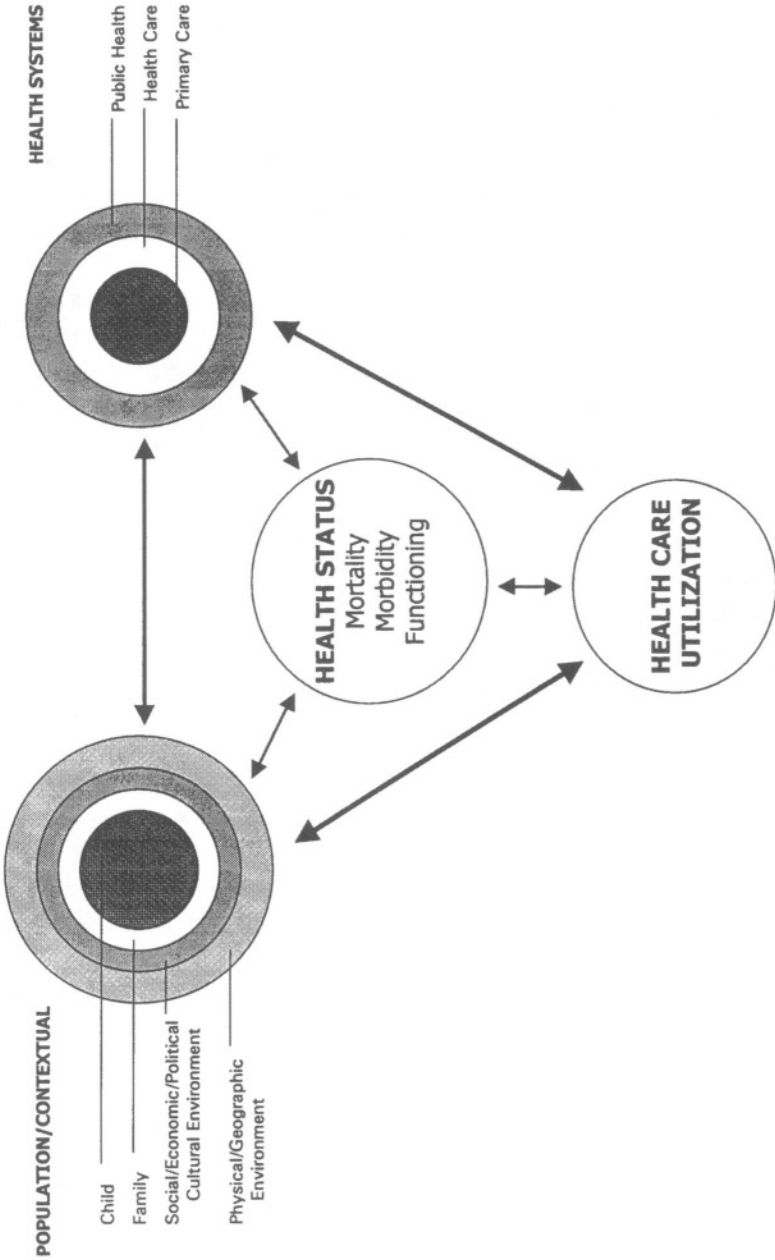 POPULATION/CONTEXTUAL
Child
Family
Social/Economic/Political
Cultural Environment
Physical/Geographic
Environment
HEALTH SYSTEMS
Public Health
Health Care
Primary Care
HEALTH STATUS
Mortality
Morbidity
Functioning
HEALTH CARE
UTILIZATION